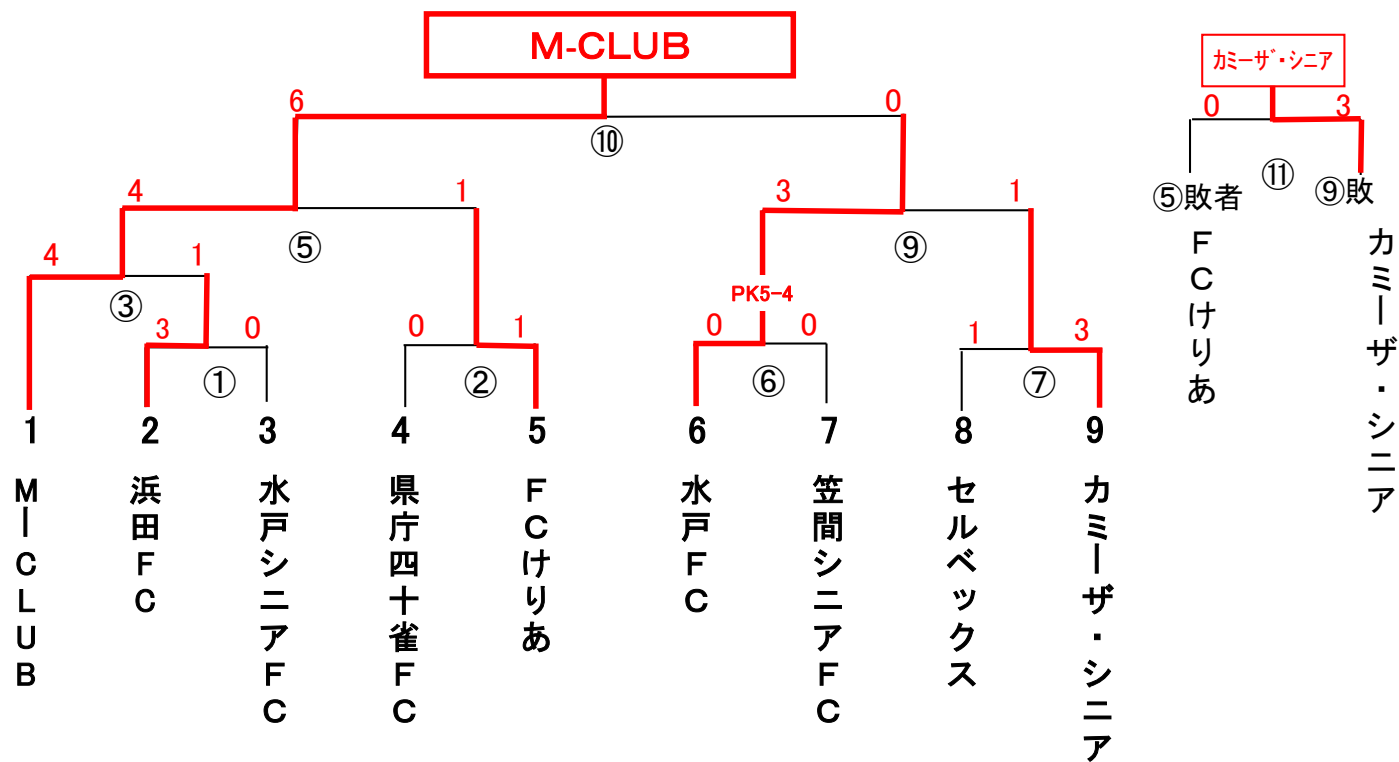 M-CLUB
カミーザ・シニア
6
0
0
3
⑩
⑪
4
1
3
1
⑤敗者
⑨敗
⑤
⑨
4
1
③
PK5-4
3
0
0
1
0
0
1
3
①
②
⑥
⑦
1
2
3
4
5
6
7
8
9
M－CLUB
浜田FC
水戸シニアFC
県庁四十雀FC
FCけりあ
水戸FC
笠間シニアFC
セルベックス
カミーザ・シニア
FCけりあ
カミーザ・シニア